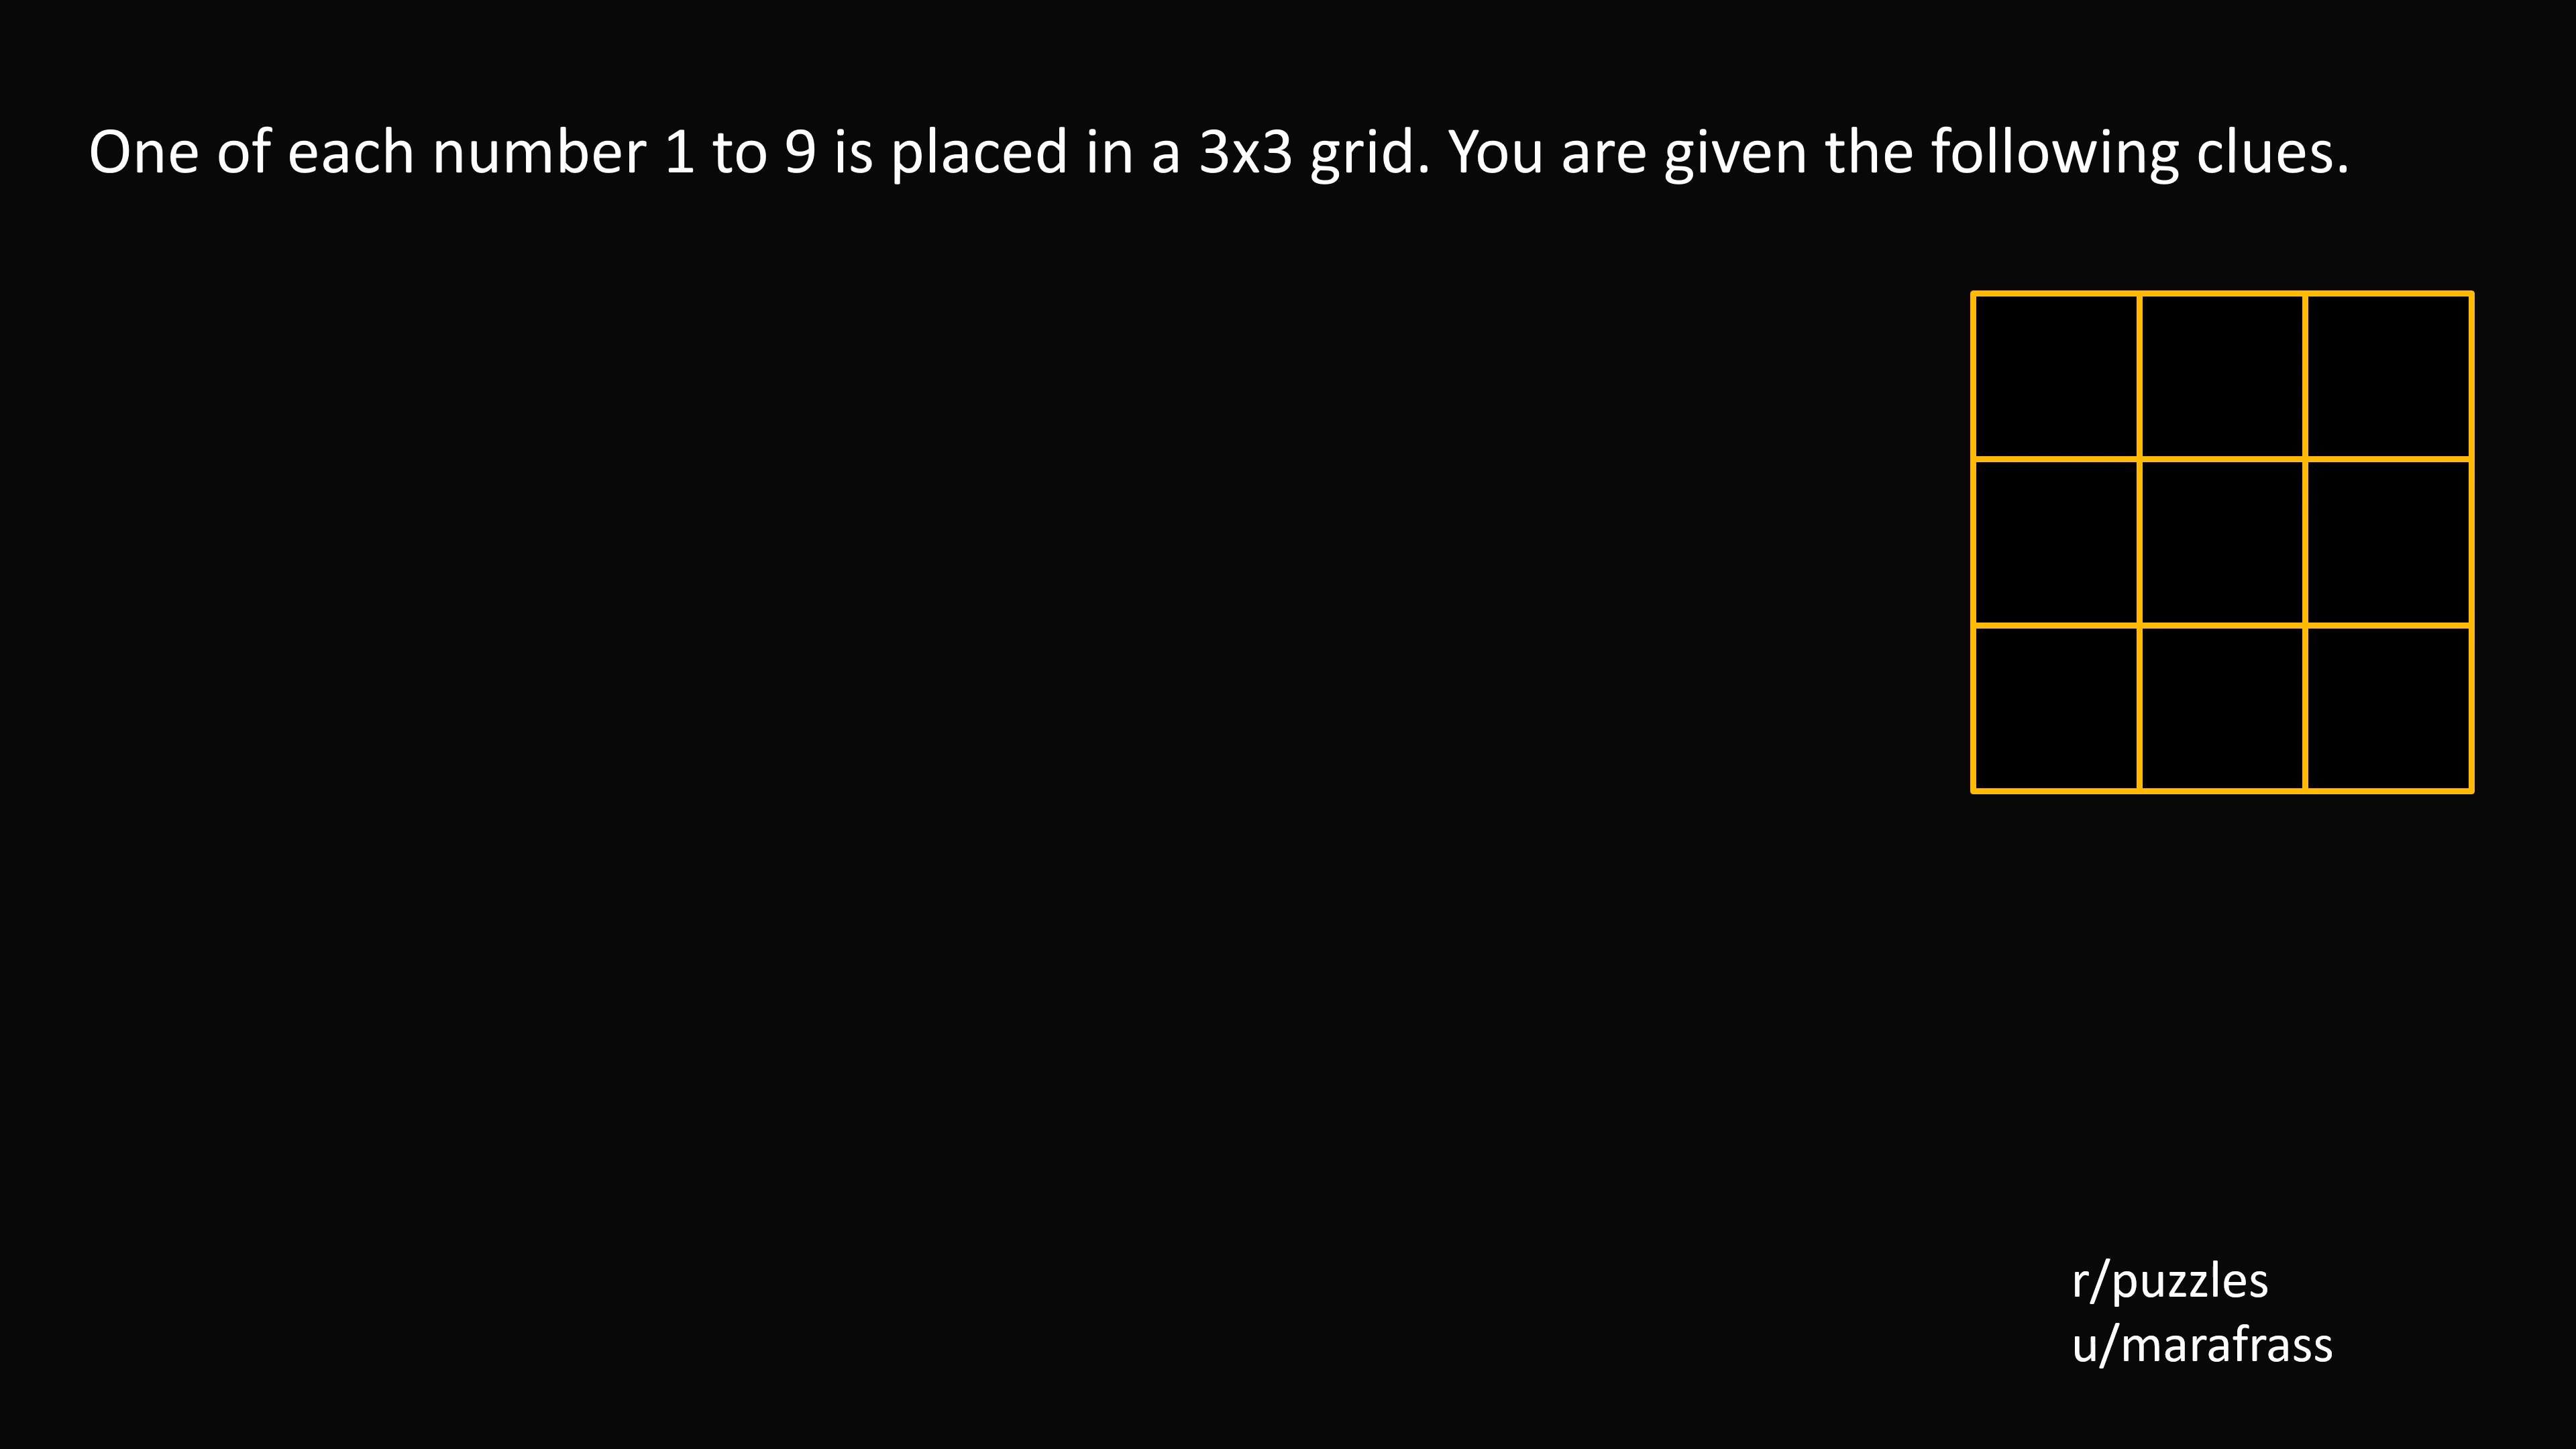 One of each number 1 to 9 is placed in a 3x3 grid. You are given the following clues.
r/puzzles
u/marafrass